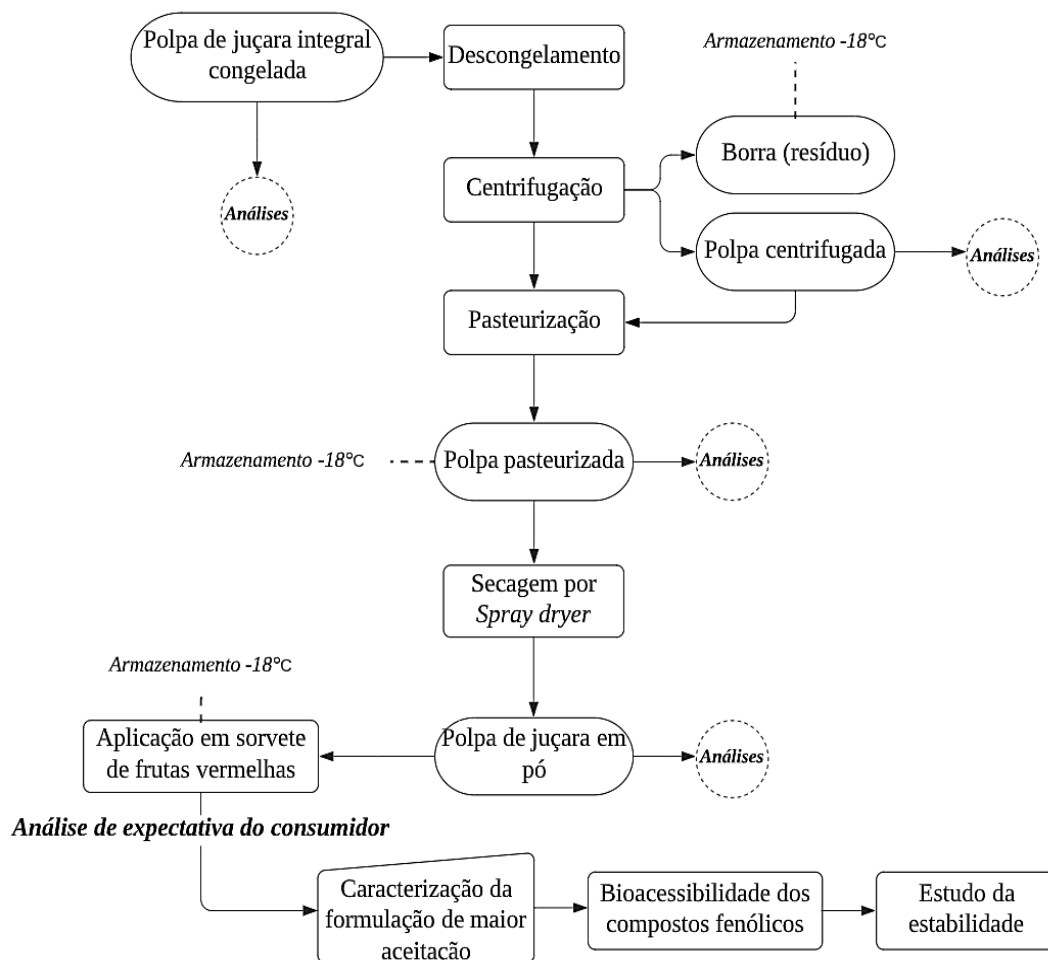 Polpa de juçara integral
congelada
Descongelamento
Armazenamento -18°C
Análises
Centrifugação
Borra (resíduo)
Polpa centrifugada
Análises
Pasteurização
Armazenamento -18°C
Polpa pasteurizada
Análises
Secagem por
Spray dryer
Armazenamento -18°C
Aplicação em sorvete
de frutas vermelhas
Polpa de juçara em
pó
Análises
Análise de expectativa do consumidor
Caracterização da
formulação de maior
aceitação
Bioacessibilidade dos
compostos fenólicos
Estudo da
estabilidade